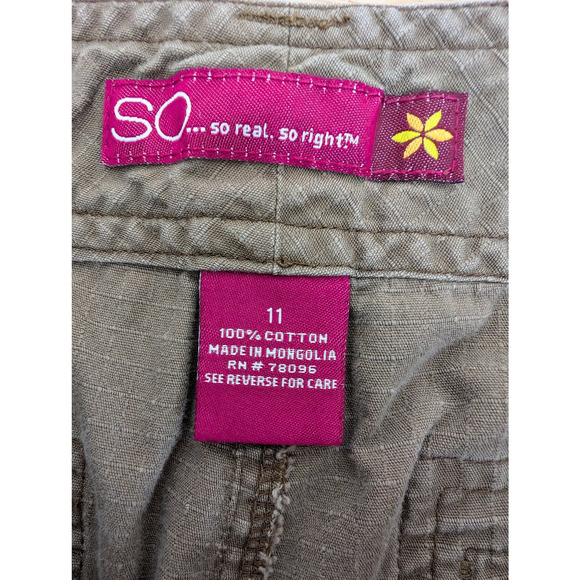 SO... so real. so right™
11
100% COTTON
MADE IN MONGOLIA
RN # 78096
SEE REVERSE FOR CARE